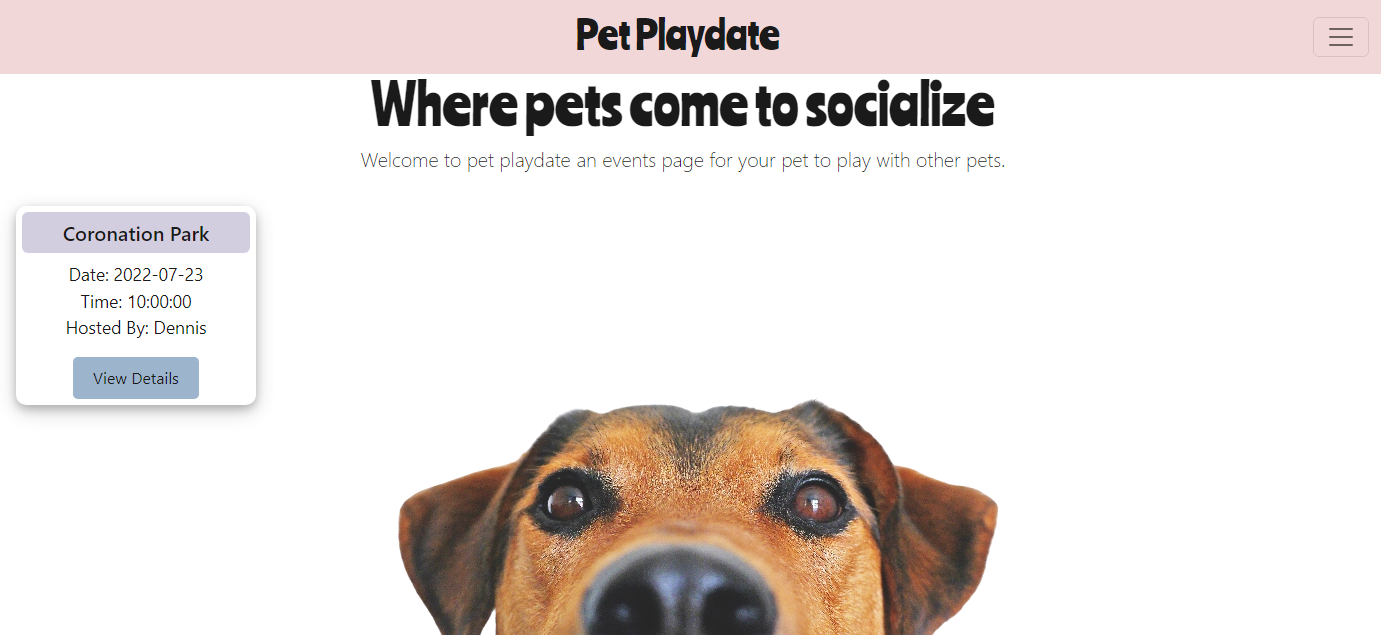 Pet Playdate
Where pets come to socialize
Welcome to pet playdate an events page for your pet to play with other pets.
Coronation Park
Date: 2022-07-23
Time: 10:00:00
Hosted By: Dennis
View Details